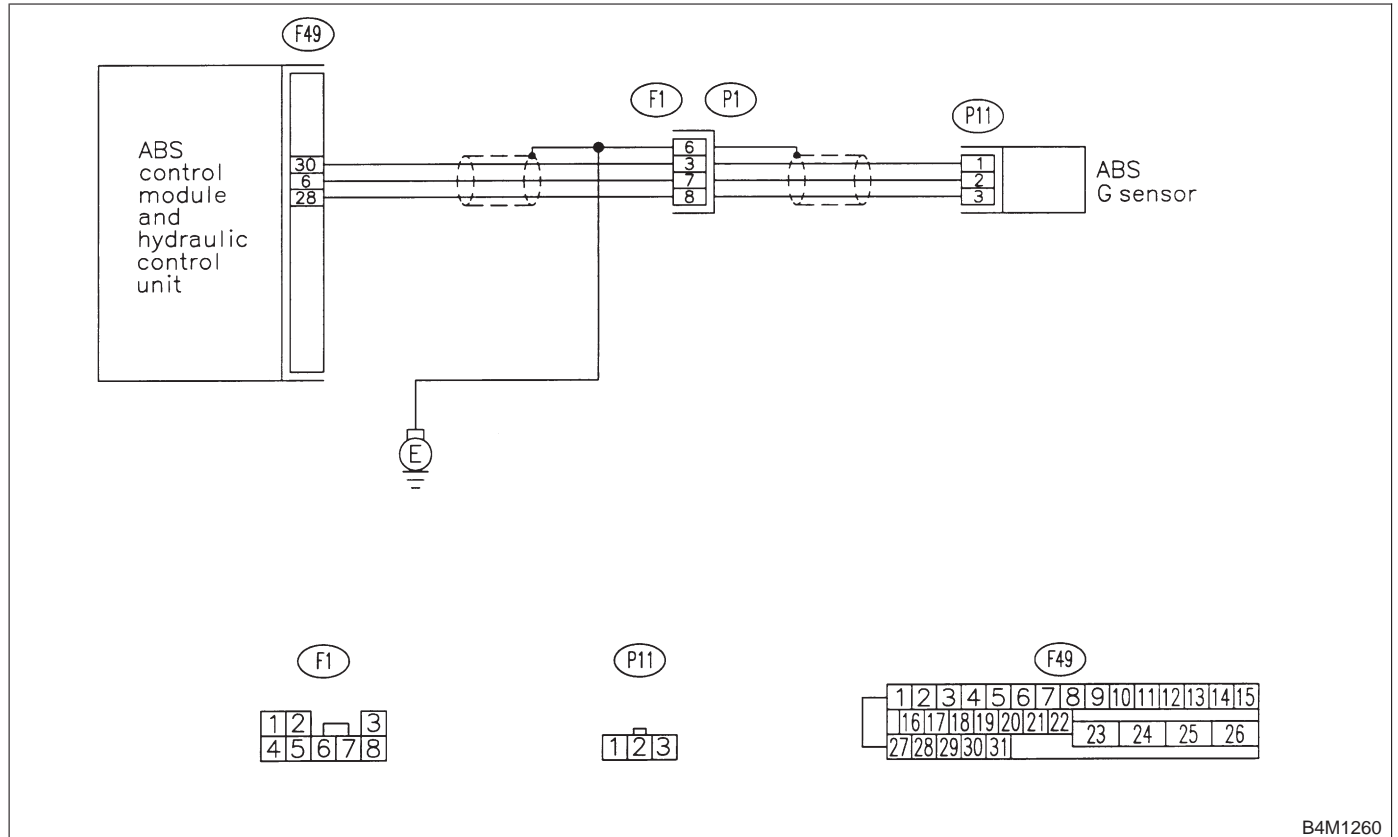 F49
F1 P1
P11
ABS
control
module
and
hydraulic
control
unit
30
6
28
6
3
7
8
1
2
3
ABS
G sensor
E
F1
1 2 3
4 5 6 7 8
P11
1 2 3
F49
1 2 3 4 5 6 7 8 9 10 11 12 13 14 15
16 17 18 19 20 21 22
23 24 25 26
27 28 29 30 31
B4M1260